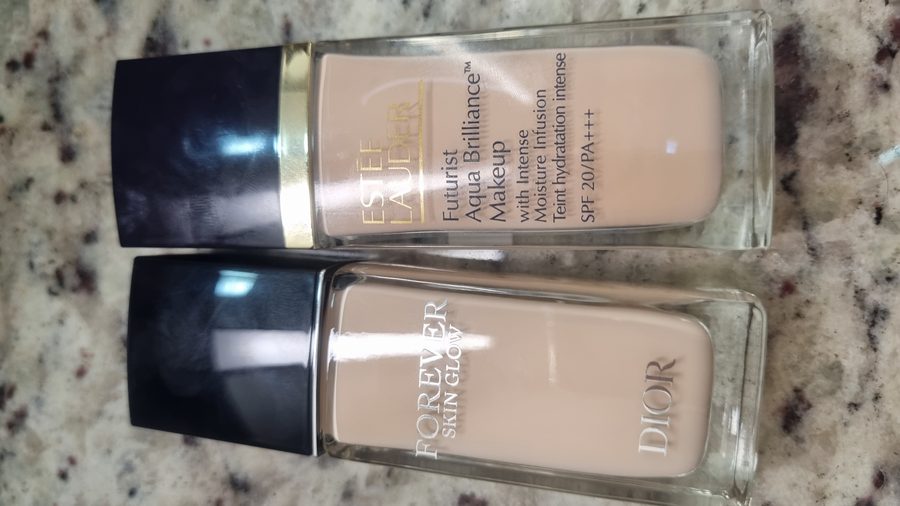 ESTĒE
LAUDER
Futurist
Aqua Brilliance™
Makeup
with Intense
Moisture Infusion
Teint hydratation intense
SPF 20/PA+++
FOREVER
SKIN GLOW
DIOR